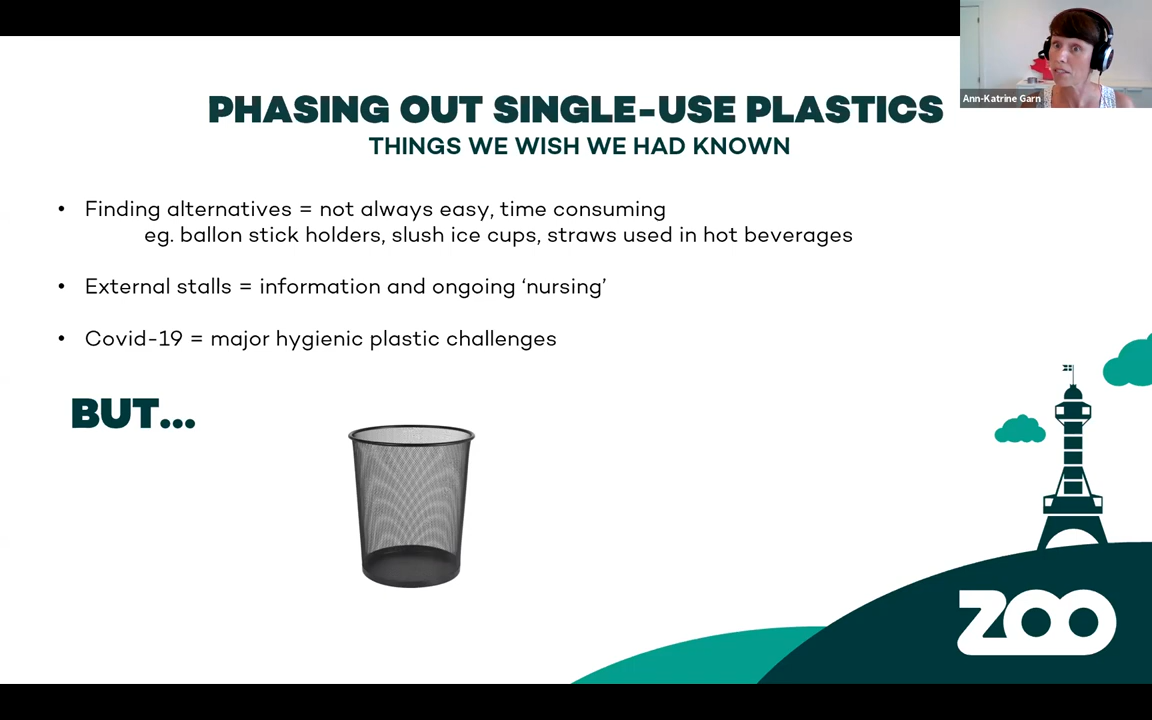 Ann-Katrine Garn
PHASING OUT SINGLE-USE PLASTICS
THINGS WE WISH WE HAD KNOWN
• Finding alternatives = not always easy, time consuming
eg. ballon stick holders, slush ice cups, straws used in hot beverages
• External stalls = information and ongoing ‘nursing’
• Covid-19 = major hygienic plastic challenges
BUT...
ZOO